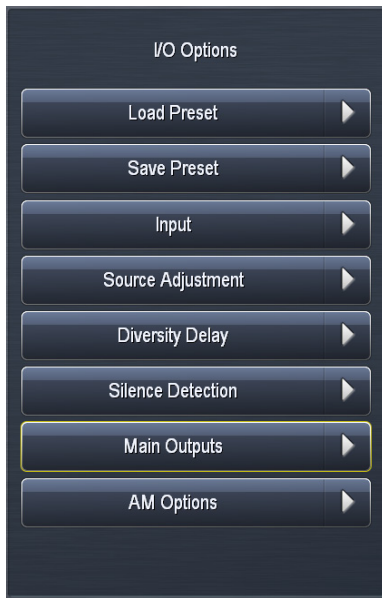 I/O Options
Load Preset
Save Preset
Input
Source Adjustment
Diversity Delay
Silence Detection
Main Outputs
AM Options